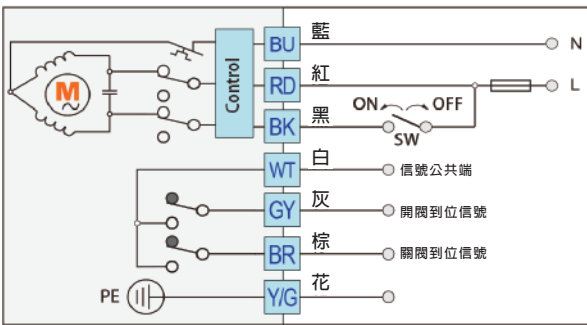 BU 藍 N
M Control RD 紅 L
ON OFF
BK 黑
SW
WT 白 信號公共端
GY 灰 開閥到位信號
BR 棕 關閥到位信號
PE Y/G 花